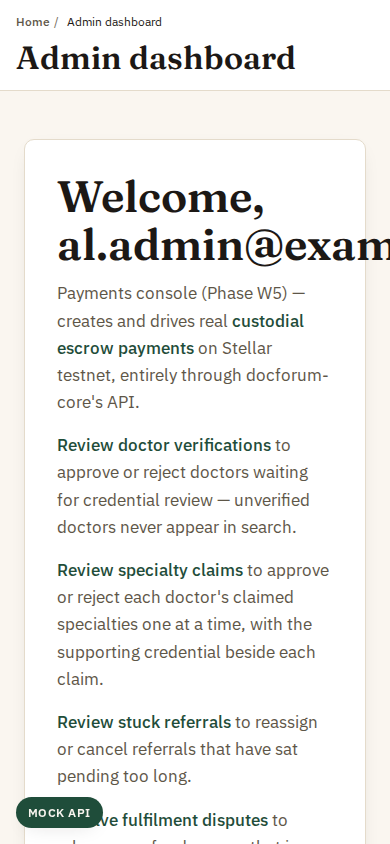 Home / Admin dashboard
Admin dashboard
Welcome,
al.admin@exam
Payments console (Phase W5) —
creates and drives real custodial
escrow payments on Stellar
testnet, entirely through docforum-
core's API.
Review doctor verifications to
approve or reject doctors waiting
for credential review — unverified
doctors never appear in search.
Review specialty claims to approve
or reject each doctor's claimed
specialties one at a time, with the
supporting credential beside each
claim.
Review stuck referrals to reassign
or cancel referrals that have sat
pending too long.
MOCK API
fulfilment disputes to